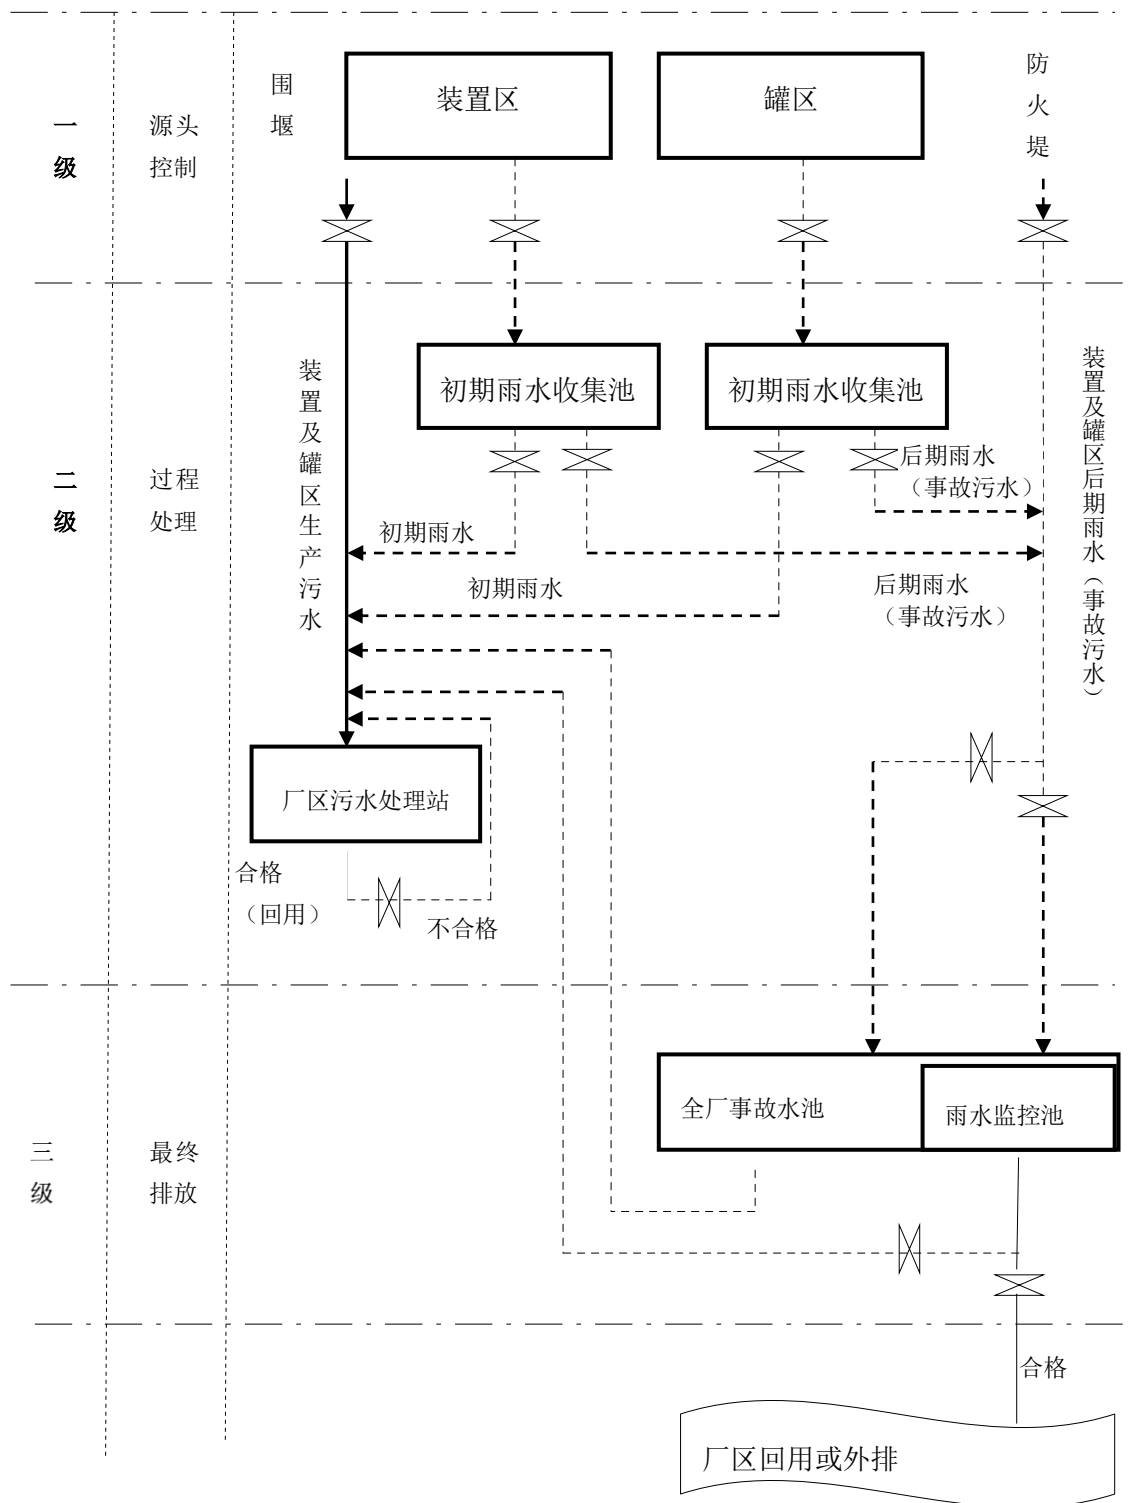 一级
源头
控制
围堰
装置区
罐区
防火堤
二级
过程
处理
装置及罐区生产污水
初期雨水收集池
初期雨水收集池
装置及罐区后期雨水（事故污水）
后期雨水
（事故污水）
初期雨水
初期雨水
后期雨水
（事故污水）
厂区污水处理站
合格
（回用）
不合格
三级
最终
排放
全厂事故水池
雨水监控池
合格
厂区回用或外排